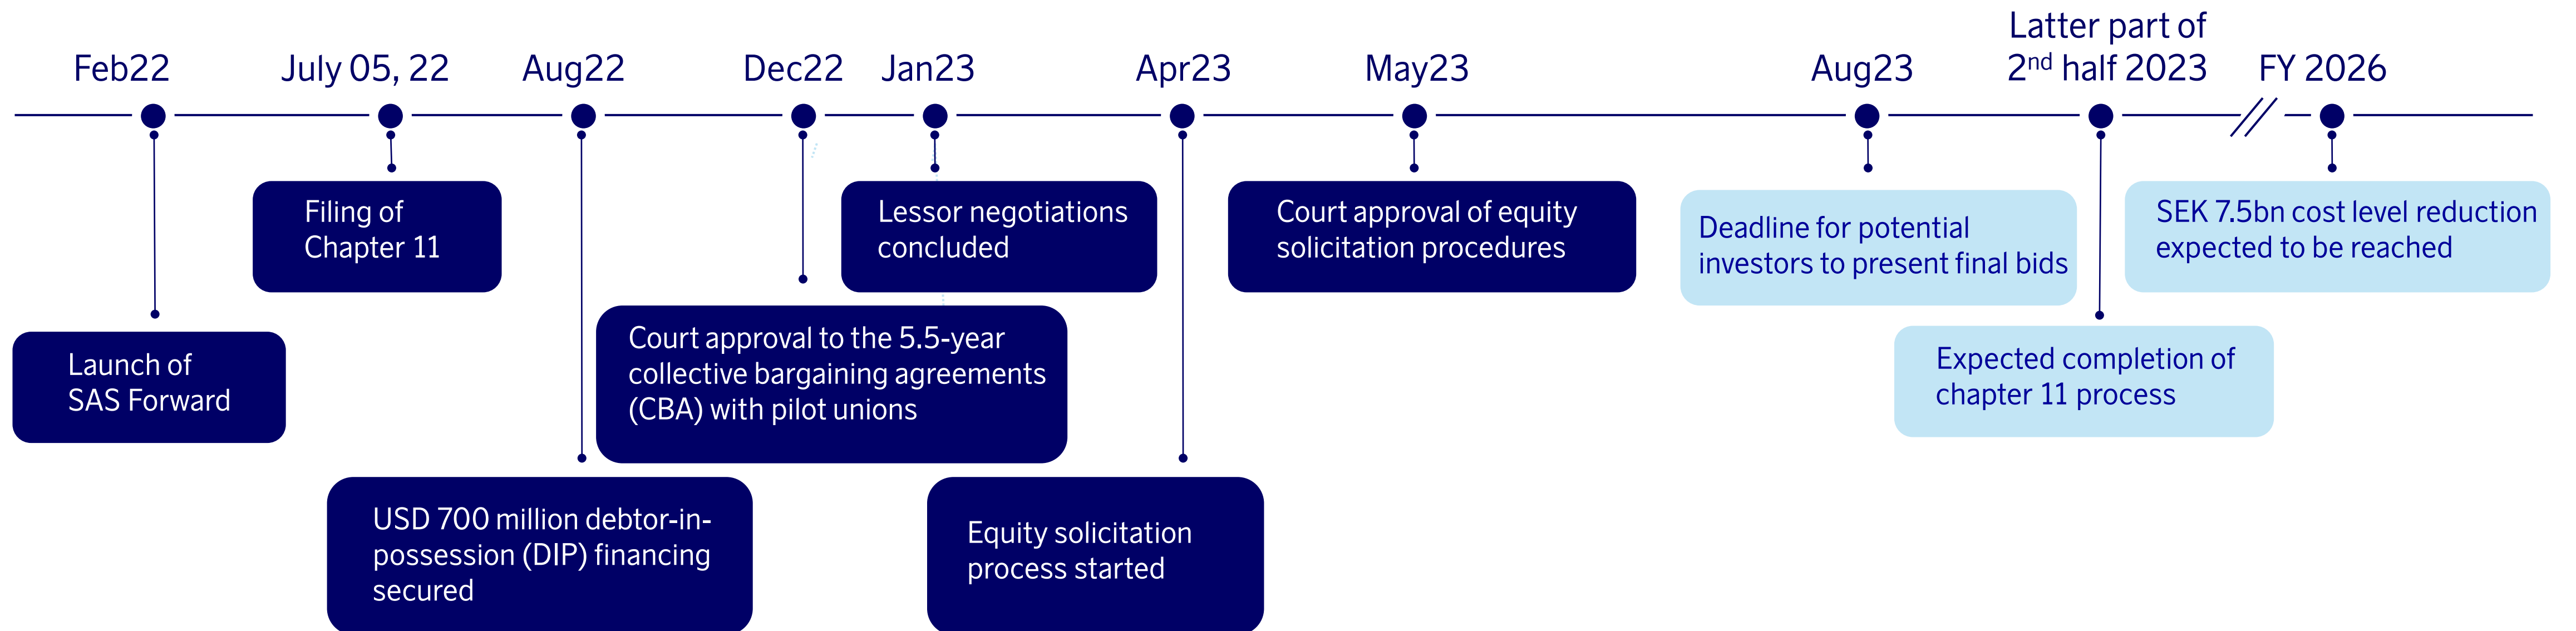 Feb22
July 05, 22
Aug22
Dec22
Jan23
Apr23
May23
Aug23
Latter part of
2nd half 2023
FY 2026
Filing of
Chapter 11
Lessor negotiations
concluded
Court approval of equity
solicitation procedures
Deadline for potential
investors to present final bids
SEK 7.5bn cost level reduction
expected to be reached
Launch of
SAS Forward
Court approval to the 5.5-year
collective bargaining agreements
(CBA) with pilot unions
Expected completion of
chapter 11 process
USD 700 million debtor-in-
possession (DIP) financing
secured
Equity solicitation
process started